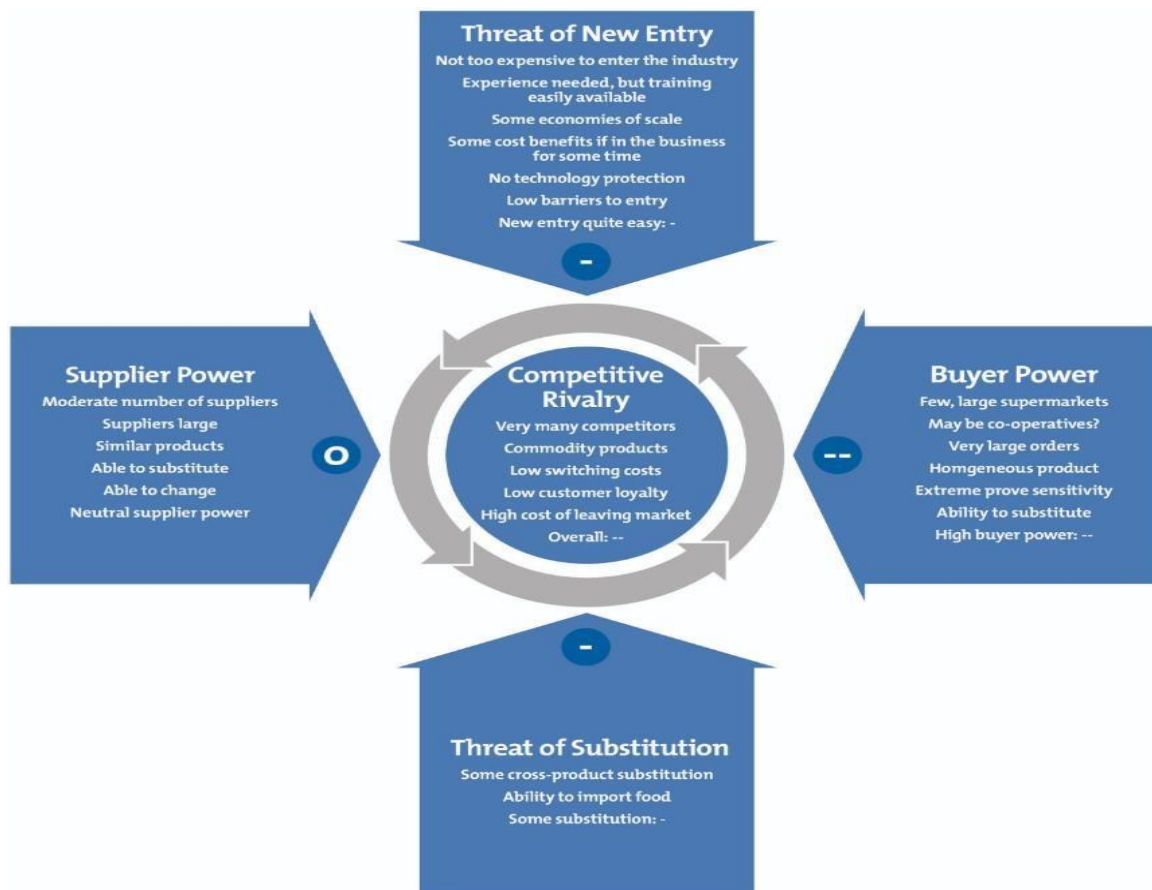 Threat of New Entry
Not too expensive to enter the industry
Experience needed, but training
easily available
Some economies of scale
Some cost benefits if in the business
for some time
No technology protection
Low barriers to entry
New entry quite easy: -
-
Supplier Power
Moderate number of suppliers
Suppliers large
Similar products
Able to substitute
Able to change
Neutral supplier power
O
Competitive
Rivalry
Very many competitors
Commodity products
Low switching costs
Low customer loyalty
High cost of leaving market
Overall: --
--
Buyer Power
Few, large supermarkets
May be co-operatives?
Very large orders
Homgeneous product
Extreme prove sensitivity
Ability to substitute
High buyer power: --
-
Threat of Substitution
Some cross-product substitution
Ability to import food
Some substitution: -